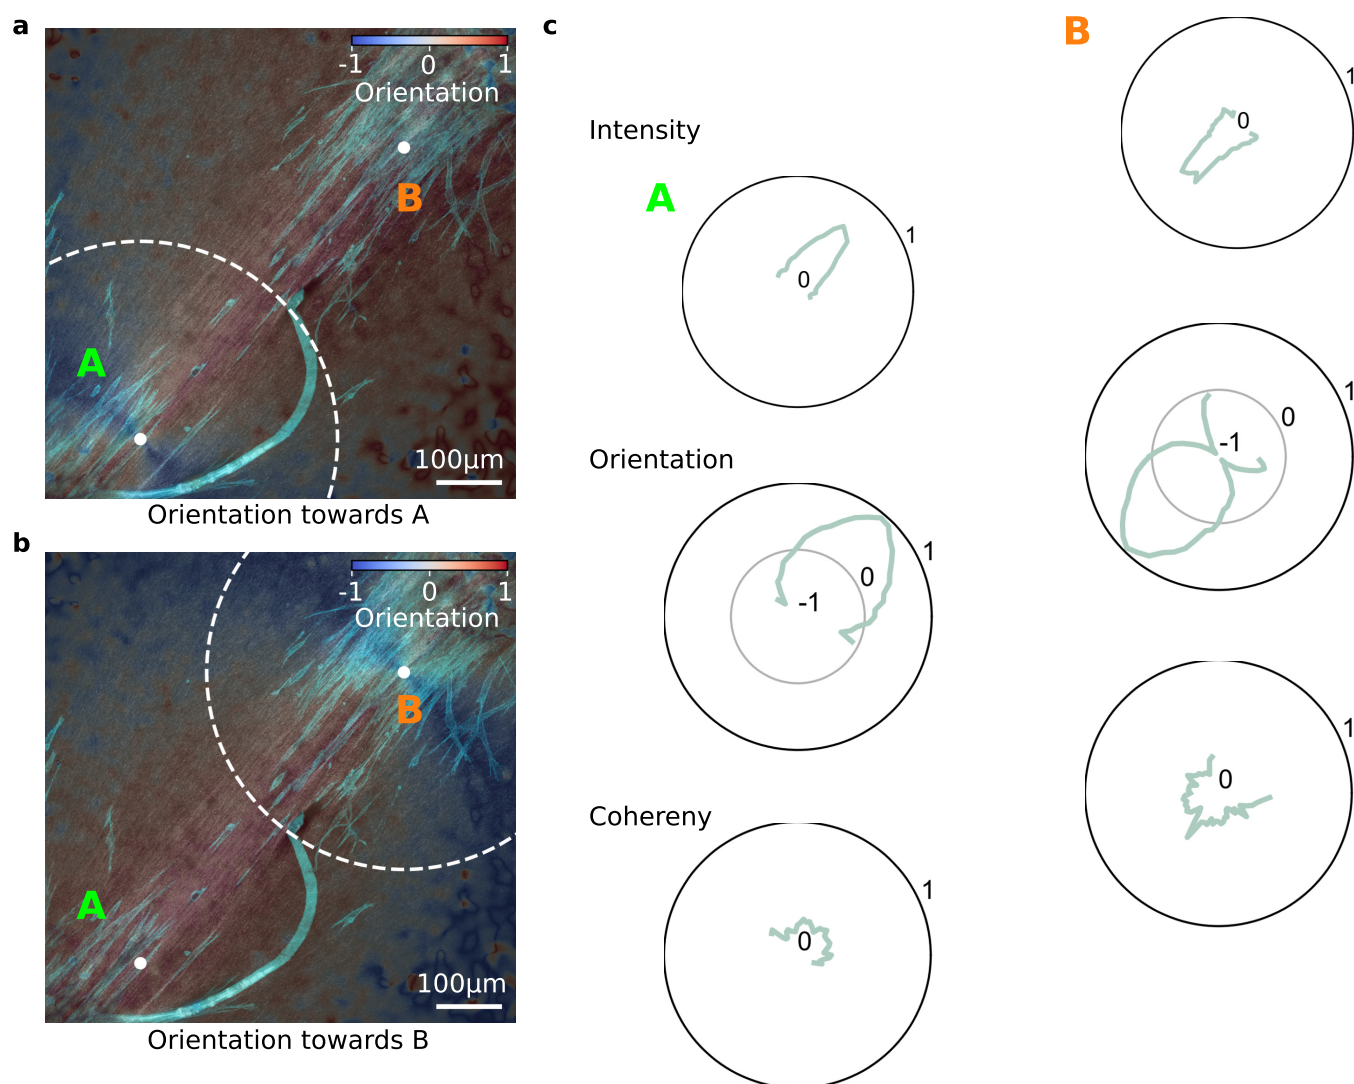 a
-1 0 1
Orientation
B
A
100μm
Orientation towards A
b
-1 0 1
Orientation
B
A
100μm
Orientation towards B
c
Intensity
A
1
0
B
1
0
Orientation
1
0
-1
1
0
-1
Cohereny
1
0
1
0